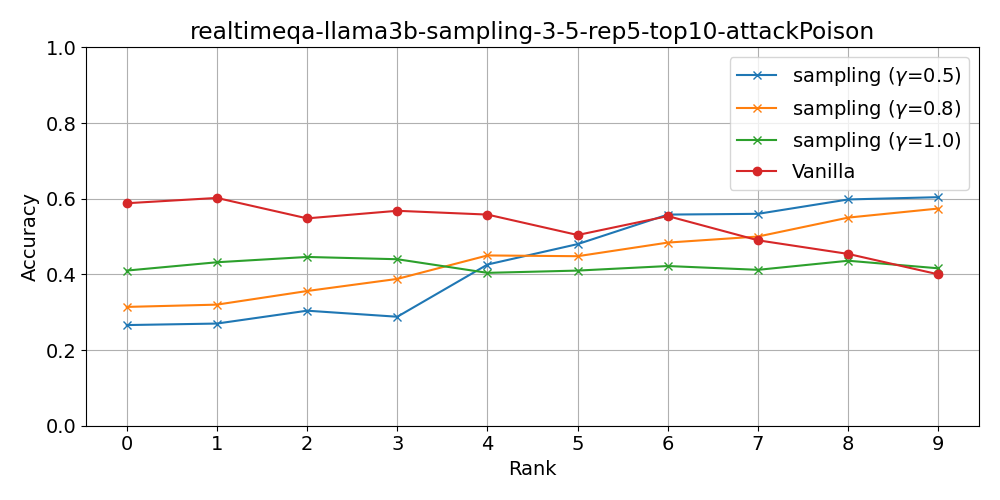 realtimeqa-llama3b-sampling-3-5-rep5-top10-attackPoison
1.0
0.8
0.6
0.4
0.2
0.0
Accuracy
sampling (γ=0.5)
sampling (γ=0.8)
sampling (γ=1.0)
Vanilla
0 1 2 3 4 5 6 7 8 9
Rank